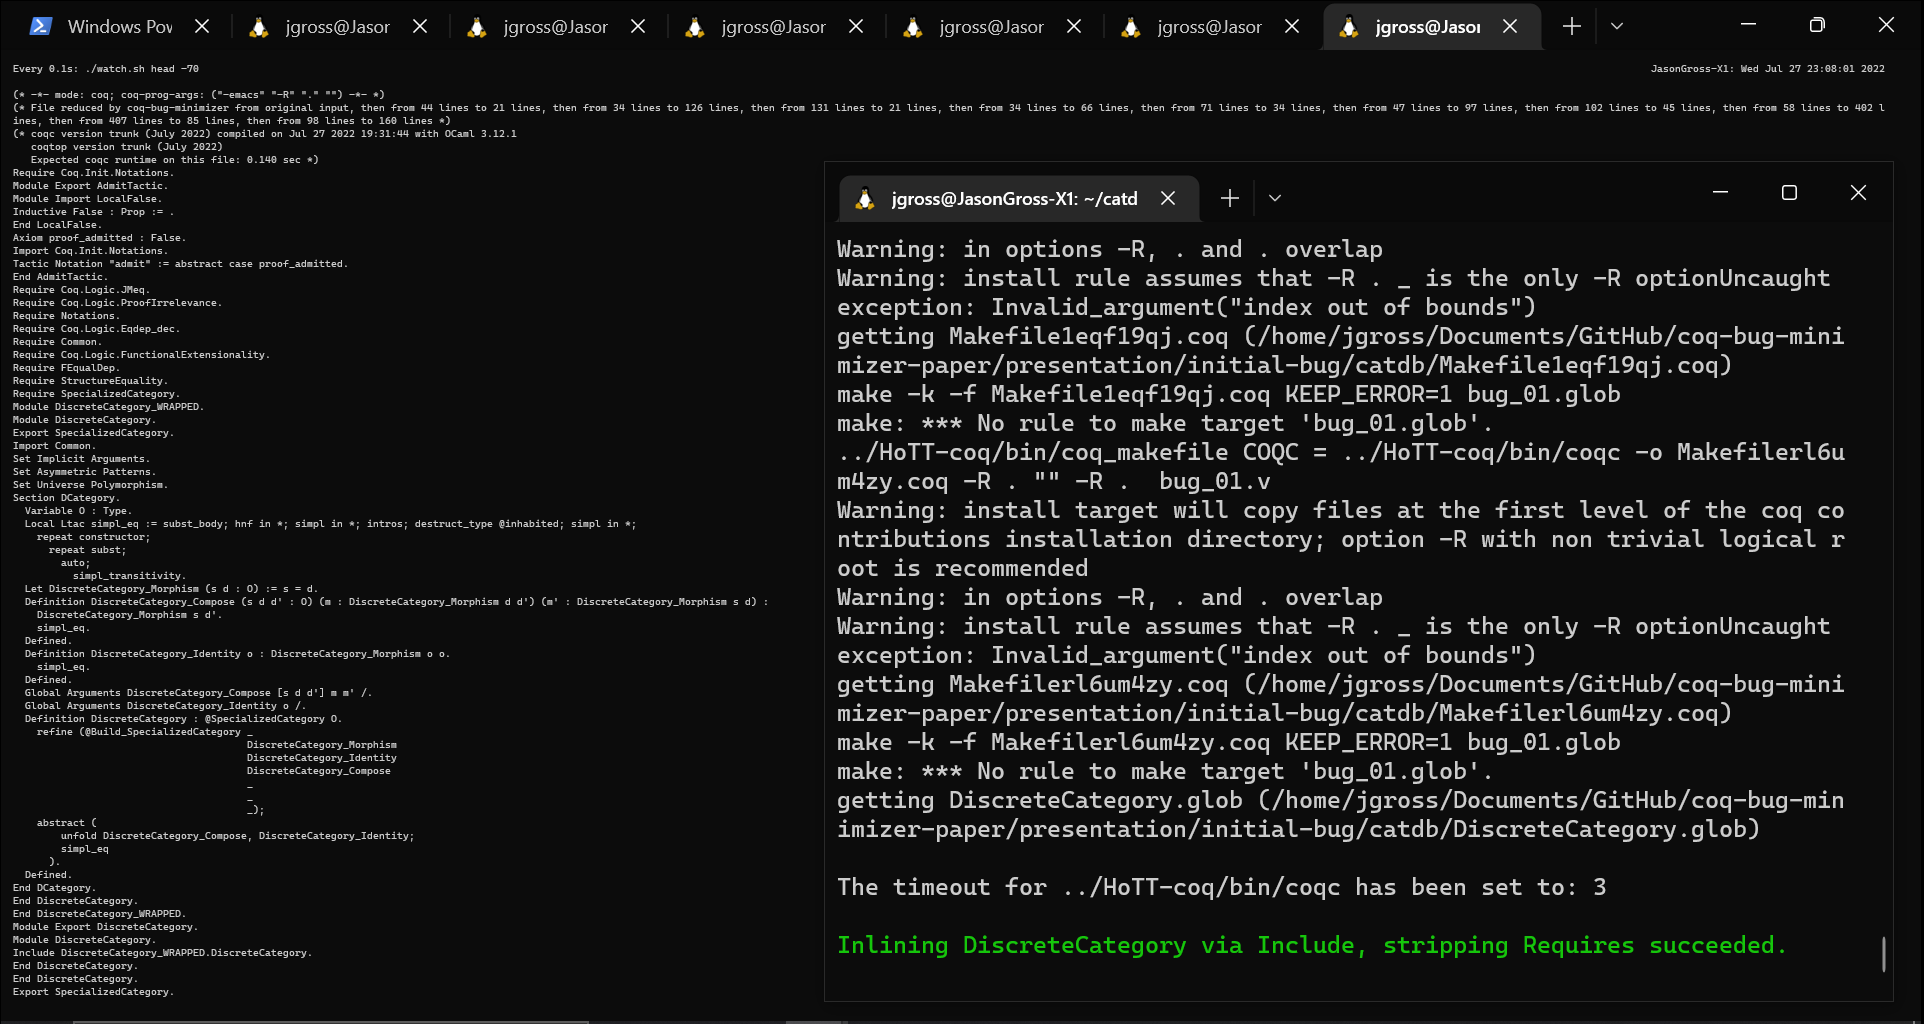 Windows Pov
jgross@Jasor
jgross@Jasor
jgross@Jasor
jgross@Jasor
jgross@Jasor
jgross@Jasor
Every 0.1s: ./watch.sh head -70
JasonGross-X1: Wed Jul 27 23:08:01 2022
(* -*- mode: coq; coq-prog-args: ("-emacs" "-R" "." "") -*- *)
(* File reduced by coq-bug-minimizer from original input, then from 44 lines to 21 lines, then from 34 lines to 126 lines, then from 131 lines to 21 lines, then from 34 lines to 66 lines, then from 71 lines to 34 lines, then from 47 lines to 97 lines, then from 102 lines to 45 lines, then from 58 lines to 402 l
ines, then from 407 lines to 85 lines, then from 98 lines to 160 lines *)
(* coqc version trunk (July 2022) compiled on Jul 27 2022 19:31:44 with OCaml 3.12.1
   coqtop version trunk (July 2022)
   Expected coqc runtime on this file: 0.140 sec *)
Require Coq.Init.Notations.
Module Export AdmitTactic.
Module Import LocalFalse.
Inductive False : Prop := .
End LocalFalse.
Axiom proof_admitted : False.
Import Coq.Init.Notations.
Tactic Notation "admit" := abstract case proof_admitted.
End AdmitTactic.
Require Coq.Logic.JMeq.
Require Coq.Logic.ProofIrrelevance.
Require Notations.
Require Coq.Logic.Eqdep_dec.
Require Common.
Require Coq.Logic.FunctionalExtensionality.
Require FEqualDep.
Require StructureEquality.
Require SpecializedCategory.
Module DiscreteCategory_WRAPPED.
Module DiscreteCategory.
Export SpecializedCategory.
Import Common.
Set Implicit Arguments.
Set Asymmetric Patterns.
Set Universe Polymorphism.
Section DCategory.
  Variable O : Type.
  Local Ltac simpl_eq := subst_body; hnf in *; simpl in *; intros; destruct_type @inhabited; simpl in *;
    repeat constructor;
      repeat subst;
        auto;
          simpl_transitivity.
  Let DiscreteCategory_Morphism (s d : O) := s = d.
  Definition DiscreteCategory_Compose (s d d' : O) (m : DiscreteCategory_Morphism d d') (m' : DiscreteCategory_Morphism s d) :
    DiscreteCategory_Morphism s d'.
    simpl_eq.
  Defined.
  Definition DiscreteCategory_Identity o : DiscreteCategory_Morphism o o.
    simpl_eq.
  Defined.
  Global Arguments DiscreteCategory_Compose [s d d'] m m' /.
  Global Arguments DiscreteCategory_Identity o /.
  Definition DiscreteCategory : @SpecializedCategory O.
    refine (@Build_SpecializedCategory _
                                       DiscreteCategory_Morphism
                                       DiscreteCategory_Identity
                                       DiscreteCategory_Compose
                                       _
                                       _
                                       _);
    abstract (
        unfold DiscreteCategory_Compose, DiscreteCategory_Identity;
        simpl_eq
      ).
  Defined.
End DCategory.
End DiscreteCategory.
End DiscreteCategory_WRAPPED.
Module Export DiscreteCategory.
Module DiscreteCategory.
Include DiscreteCategory_WRAPPED.DiscreteCategory.
End DiscreteCategory.
End DiscreteCategory.
Export SpecializedCategory.
jgross@JasonGross-X1: ~/catd
Warning: in options -R, . and . overlap
Warning: install rule assumes that -R . _ is the only -R optionUncaught
exception: Invalid_argument("index out of bounds")
getting Makefile1eqf19qj.coq (/home/jgross/Documents/GitHub/coq-bug-mini
mizer-paper/presentation/initial-bug/catdb/Makefile1eqf19qj.coq)
make -k -f Makefile1eqf19qj.coq KEEP_ERROR=1 bug_01.glob
make: *** No rule to make target 'bug_01.glob'.
../HoTT-coq/bin/coq_makefile COQC = ../HoTT-coq/bin/coqc -o Makefilerl6u
m4zy.coq -R . "" -R .  bug_01.v
Warning: install target will copy files at the first level of the coq co
ntributions installation directory; option -R with non trivial logical r
oot is recommended
Warning: in options -R, . and . overlap
Warning: install rule assumes that -R . _ is the only -R optionUncaught
exception: Invalid_argument("index out of bounds")
getting Makefilerl6um4zy.coq (/home/jgross/Documents/GitHub/coq-bug-mini
mizer-paper/presentation/initial-bug/catdb/Makefilerl6um4zy.coq)
make -k -f Makefilerl6um4zy.coq KEEP_ERROR=1 bug_01.glob
make: *** No rule to make target 'bug_01.glob'.
getting DiscreteCategory.glob (/home/jgross/Documents/GitHub/coq-bug-min
imizer-paper/presentation/initial-bug/catdb/DiscreteCategory.glob)
The timeout for ../HoTT-coq/bin/coqc has been set to: 3
Inlining DiscreteCategory via Include, stripping Requires succeeded.